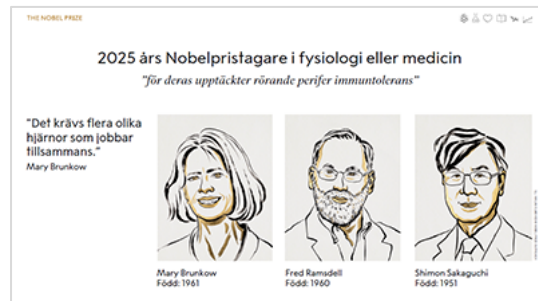 THE NOBEL PRIZE
2025 års Nobelpristagare i fysiologi eller medicin
"för deras upptäckter rörande perifer immuntolerans"
"Det krävs flera olika
hjärnor som jobbar
tillsammans."
Mary Brunkow
Mary Brunkow
Född: 1961
Fred Ramsdell
Född: 1960
Shimon Sakaguchi
Född: 1951